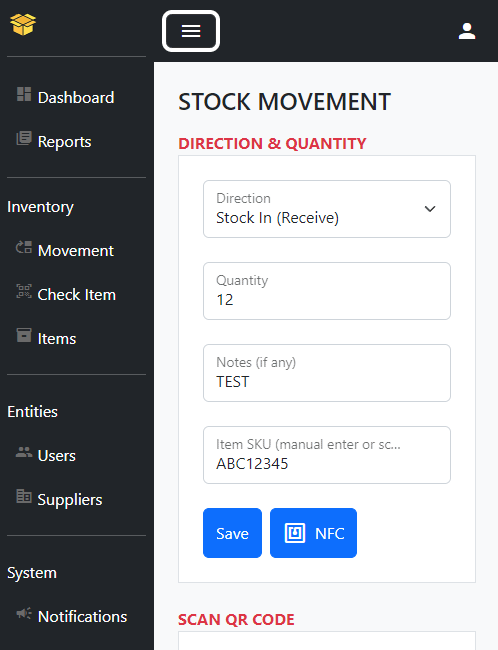 Dashboard
Reports
Inventory
Movement
Check Item
Items
Entities
Users
Suppliers
System
Notifications
STOCK MOVEMENT
DIRECTION & QUANTITY
Direction
Stock In (Receive)
Quantity
12
Notes (if any)
TEST
Item SKU (manual enter or sc...
ABC12345
Save
NFC
SCAN QR CODE